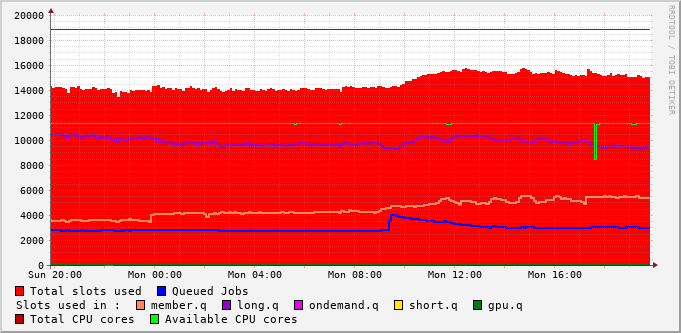 20000
18000
16000
14000
12000
10000
8000
6000
4000
2000
0
Sun 20:00 Mon 00:00 Mon 04:00 Mon 08:00 Mon 12:00 Mon 16:00
Total slots used Queued Jobs
Slots used in : member.q long.q ondemand.q short.q gpu.q
Total CPU cores Available CPU cores
RRDTOOL / TOBI OETIKER